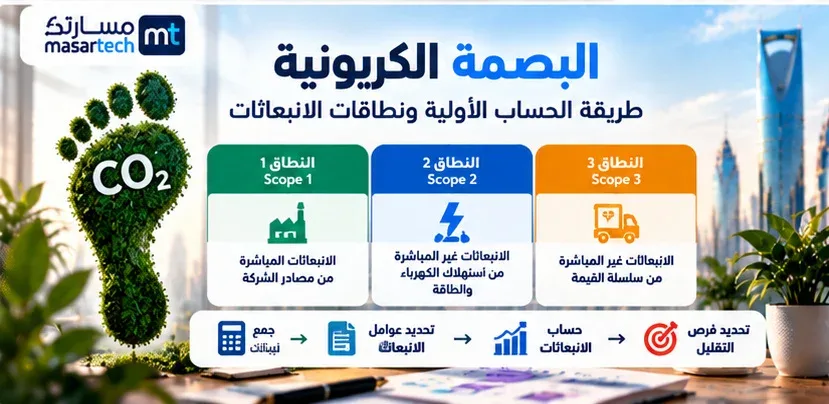 مسارتك
masartech
mt
البصمة الكربونية
طريقة الحساب الأولية ونطاقات الانبعاثات
CO2
النطاق 1
Scope 1
الانبعاثات المباشرة
من مصادر الشركة
النطاق 2
Scope 2
الانبعاثات غير المباشرة
من استهلاك الكهرباء
والطاقة
النطاق 3
Scope 3
الانبعاثات غير المباشرة
من سلسلة القيمة
جمع
تحديد عوامل
حساب
الانبعاثات
تحديد فرص
التقليل